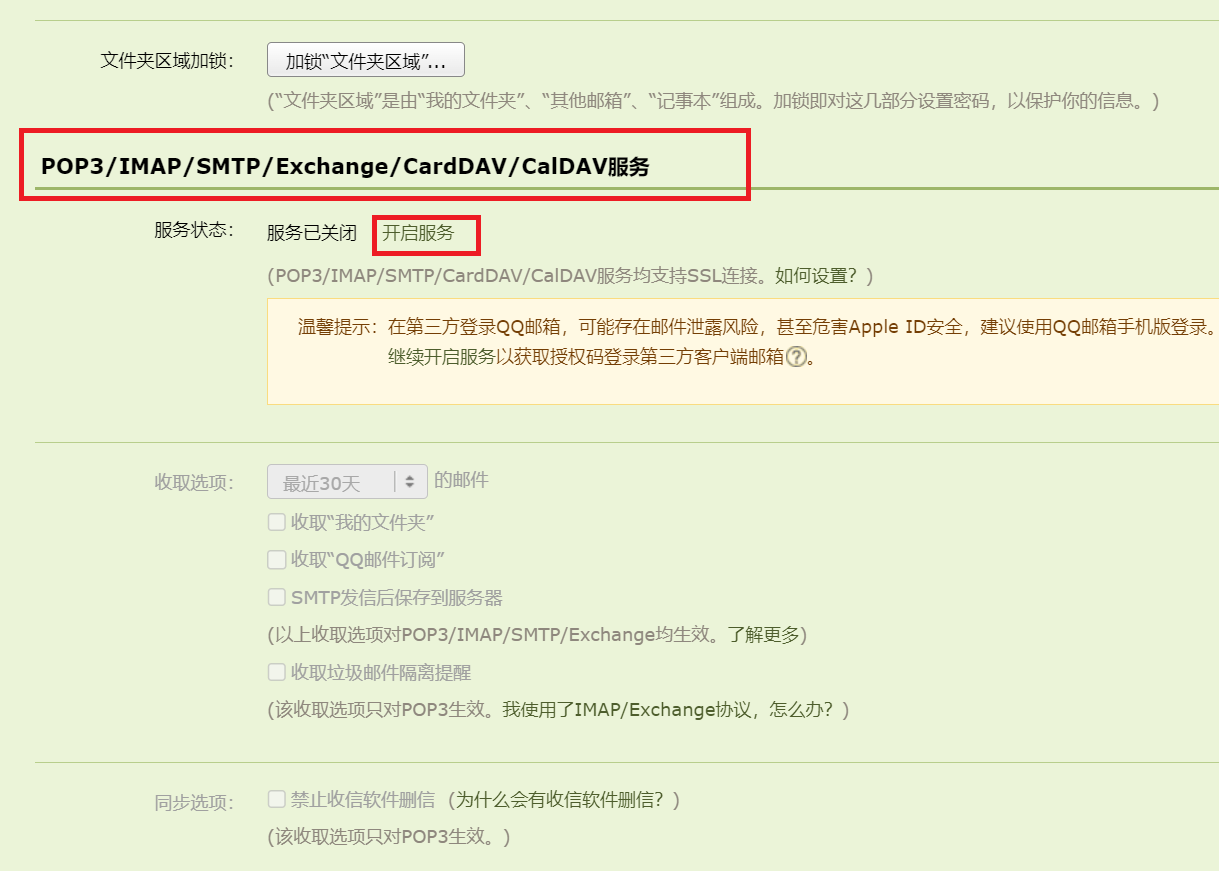 文件夹区域加锁： 加锁“文件夹区域”...
(“文件夹区域”是由“我的文件夹”、“其他邮箱”、“记事本”组成。加锁即对这几部分设置密码，以保护你的信息。)
POP3/IMAP/SMTP/Exchange/CardDAV/CalDAV服务
服务状态： 服务已关闭 开启服务
(POP3/IMAP/SMTP/CardDAV/CalDAV服务均支持SSL连接。如何设置？)
温馨提示：在第三方登录QQ邮箱，可能存在邮件泄露风险，甚至危害Apple ID安全，建议使用QQ邮箱手机版登录。
继续开启服务以获取授权码登录第三方客户端邮箱?。
收取选项： 最近30天 的邮件
收取“我的文件夹”
收取“QQ邮件订阅”
SMTP发信后保存到服务器
(以上收取选项对POP3/IMAP/SMTP/Exchange均生效。了解更多)
收取垃圾邮件隔离提醒
(该收取选项只对POP3生效。我使用了IMAP/Exchange协议，怎么办？)
同步选项： 禁止收信软件删信 (为什么会有收信软件删信？)
(该收取选项只对POP3生效。)